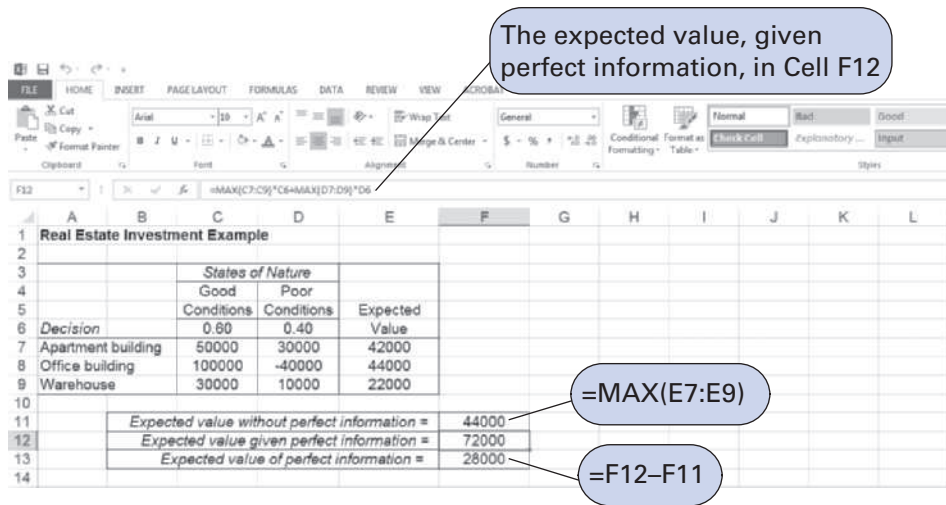 The expected value, given
perfect information, in Cell F12
FILE HOME INSERT PAGE LAYOUT FORMULAS DATA REVIEW VIEW ACROBAT
Cut
Copy
Format Painter
Paste
Clipboard
Arial 10
B I U
Font
Wrap Text
Merge & Center
Alignment
General
$ - % ,
Number
Conditional Formatting
Format as Table
Normal Bad Good
Check Cell Explanatory ... Input
Styles
F12 =MAX(C7:C9)*C6+MAX(D7:D9)*D6
A B C D E F G H I J K L
1 Real Estate Investment Example
2
3 States of Nature
4 Good Poor
5 Conditions Conditions Expected
6 Decision 0.60 0.40 Value
7 Apartment building 50000 30000 42000
8 Office building 100000 -40000 44000
9 Warehouse 30000 10000 22000
10
=MAX(E7:E9)
11 Expected value without perfect information = 44000
12 Expected value given perfect information = 72000
13 Expected value of perfect information = 28000
=F12–F11
14